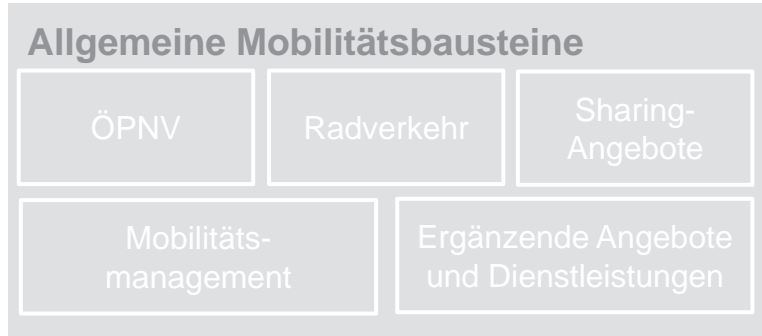 Allgemeine Mobilitätsbausteine
ÖPNV
Radverkehr
Sharing-
Angebote
Mobilitäts-
management
Ergänzende Angebote
und Dienstleistungen